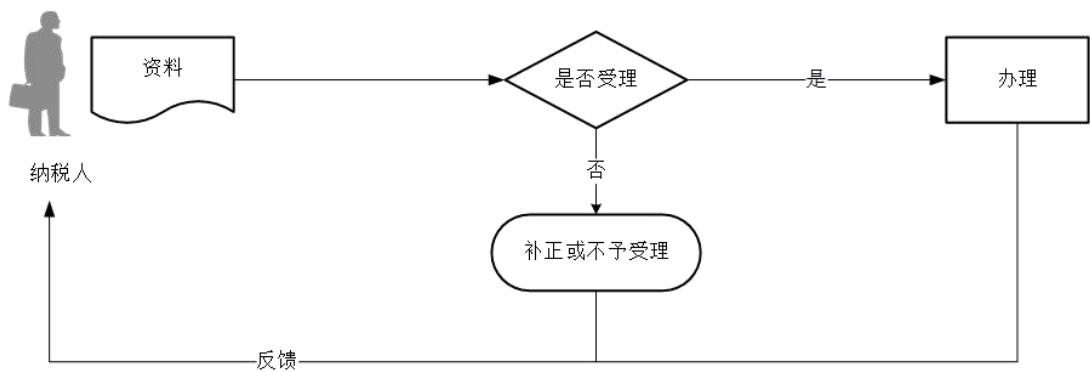 资料
是否受理
是
办理
纳税人
否
补正或不予受理
反馈